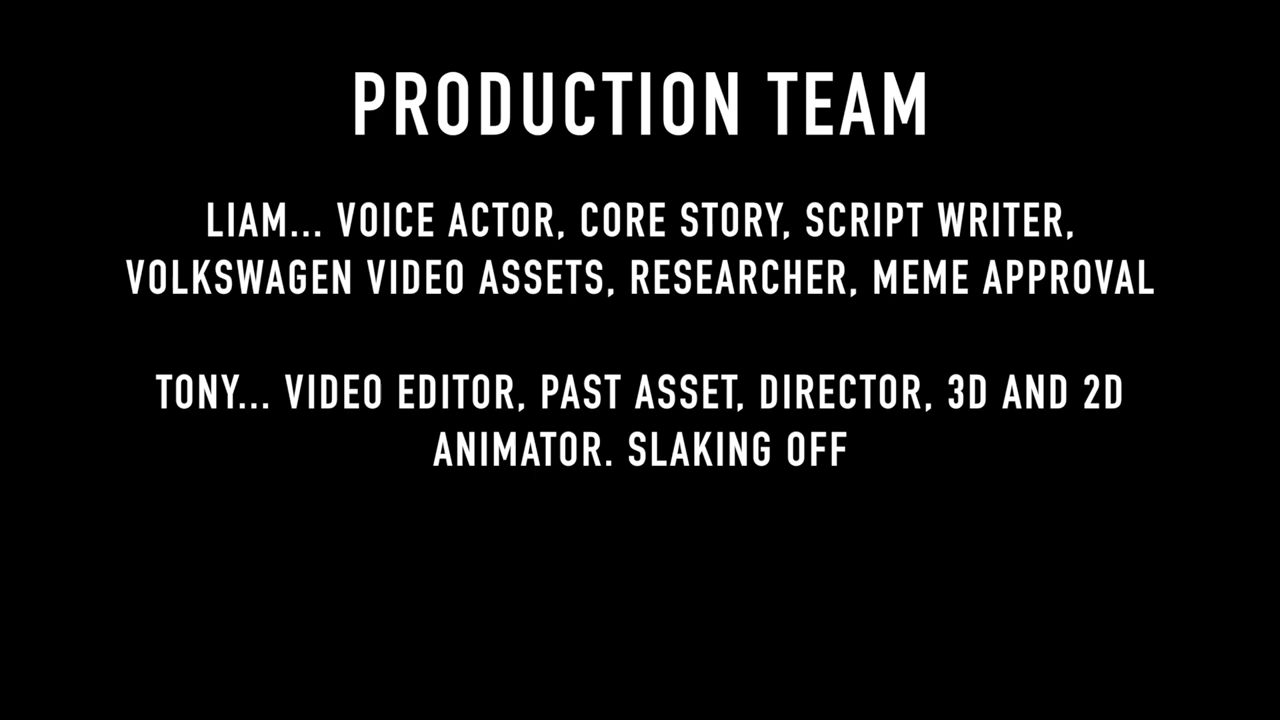 PRODUCTION TEAM
LIAM... VOICE ACTOR, CORE STORY, SCRIPT WRITER,
VOLKSWAGEN VIDEO ASSETS, RESEARCHER, MEME APPROVAL
TONY... VIDEO EDITOR, PAST ASSET, DIRECTOR, 3D AND 2D
ANIMATOR. SLAKING OFF